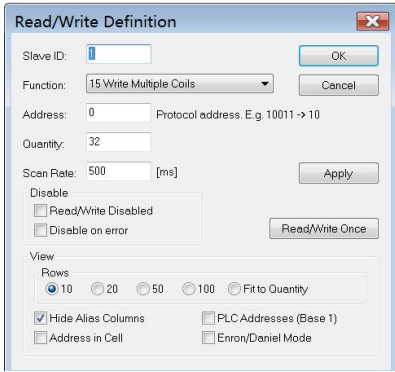 Read/Write Definition
Slave ID: 1
OK
Function: 15 Write Multiple Coils
Cancel
Address: 0 Protocol address. E.g. 10011 -> 10
Quantity: 32
Scan Rate: 500 [ms]
Apply
Disable
Read/Write Disabled
Disable on error
Read/Write Once
View
Rows
10 20 50 100 Fit to Quantity
Hide Alias Columns PLC Addresses (Base 1)
Address in Cell Enron/Daniel Mode